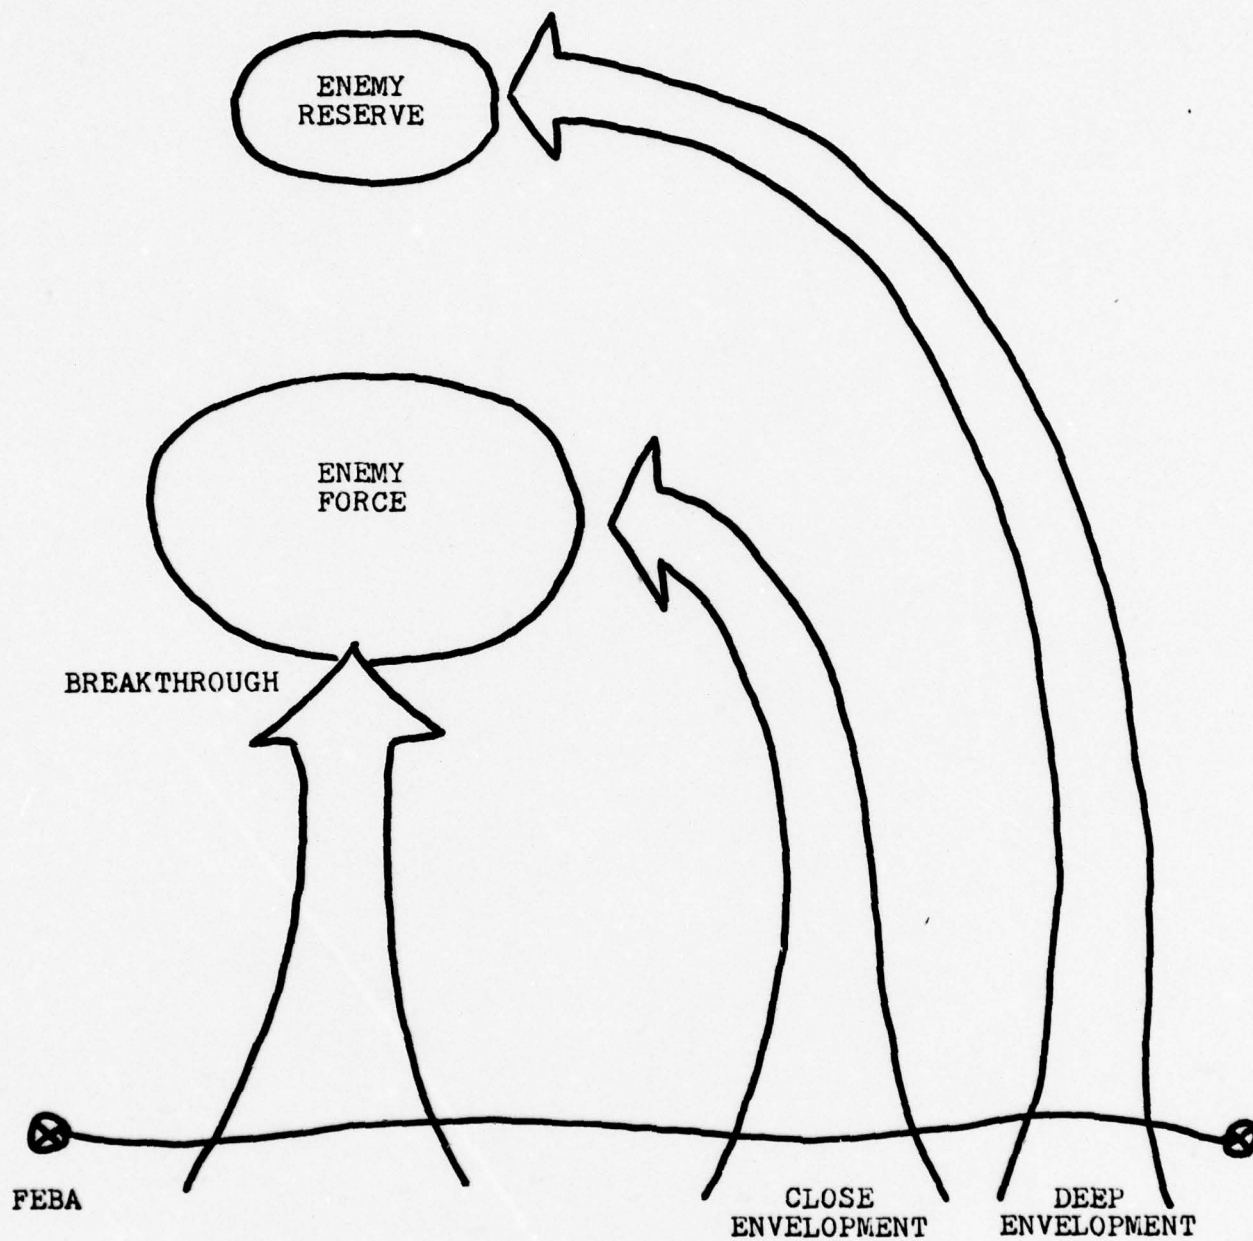 ENEMY
RESERVE
ENEMY
FORCE
BREAKTHROUGH
FEBA
CLOSE
ENVELOPMENT
DEEP
ENVELOPMENT